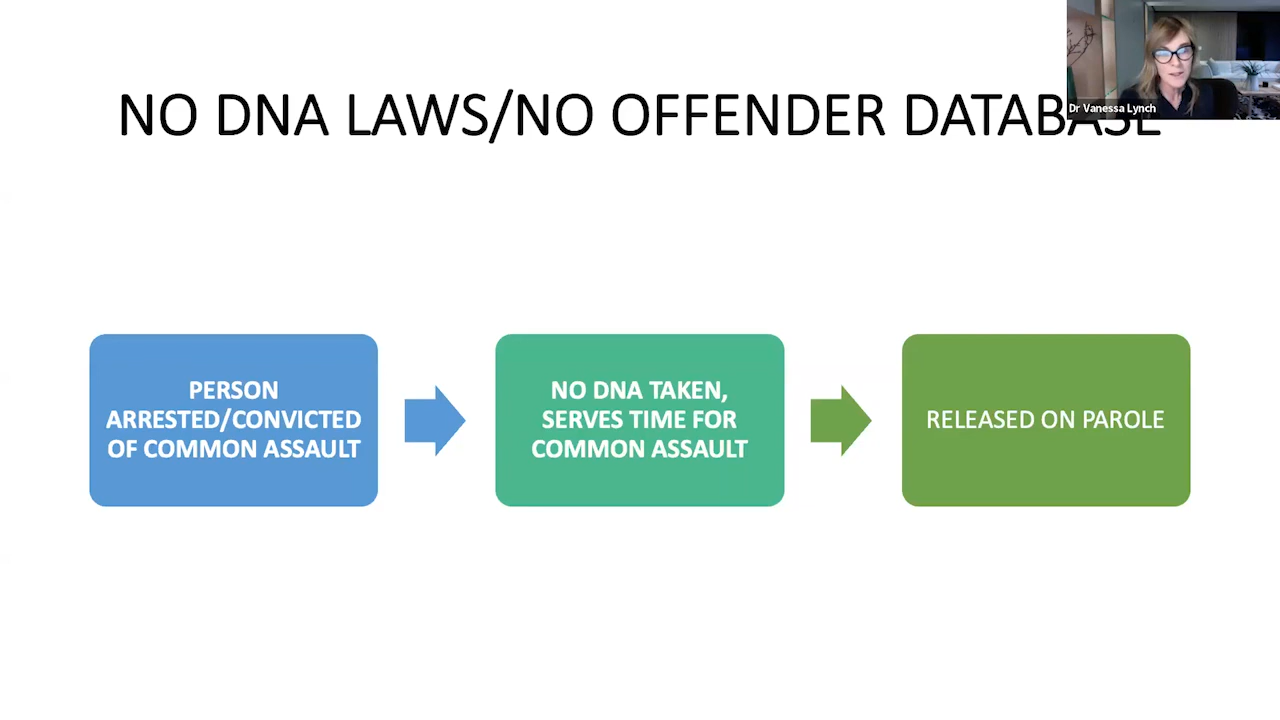 NO DNA LAWS/NO OFFENDER DATABASE
Dr Vanessa Lynch
PERSON
ARRESTED/CONVICTED
OF COMMON ASSAULT
NO DNA TAKEN,
SERVES TIME FOR
COMMON ASSAULT
RELEASED ON PAROLE